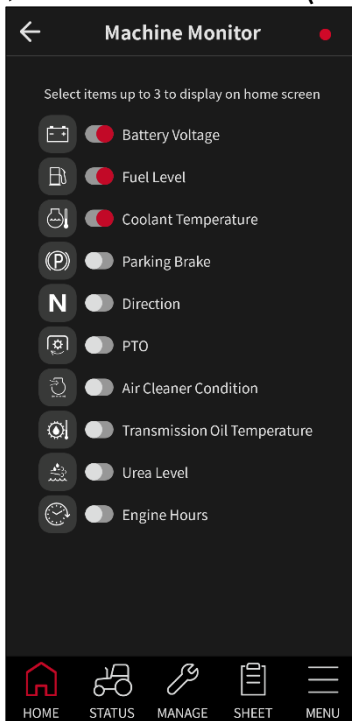 Machine Monitor
Select items up to 3 to display on home screen
Battery Voltage
Fuel Level
Coolant Temperature
(P) Parking Brake
N Direction
PTO
Air Cleaner Condition
Transmission Oil Temperature
Urea Level
Engine Hours
HOME STATUS MANAGE SHEET MENU